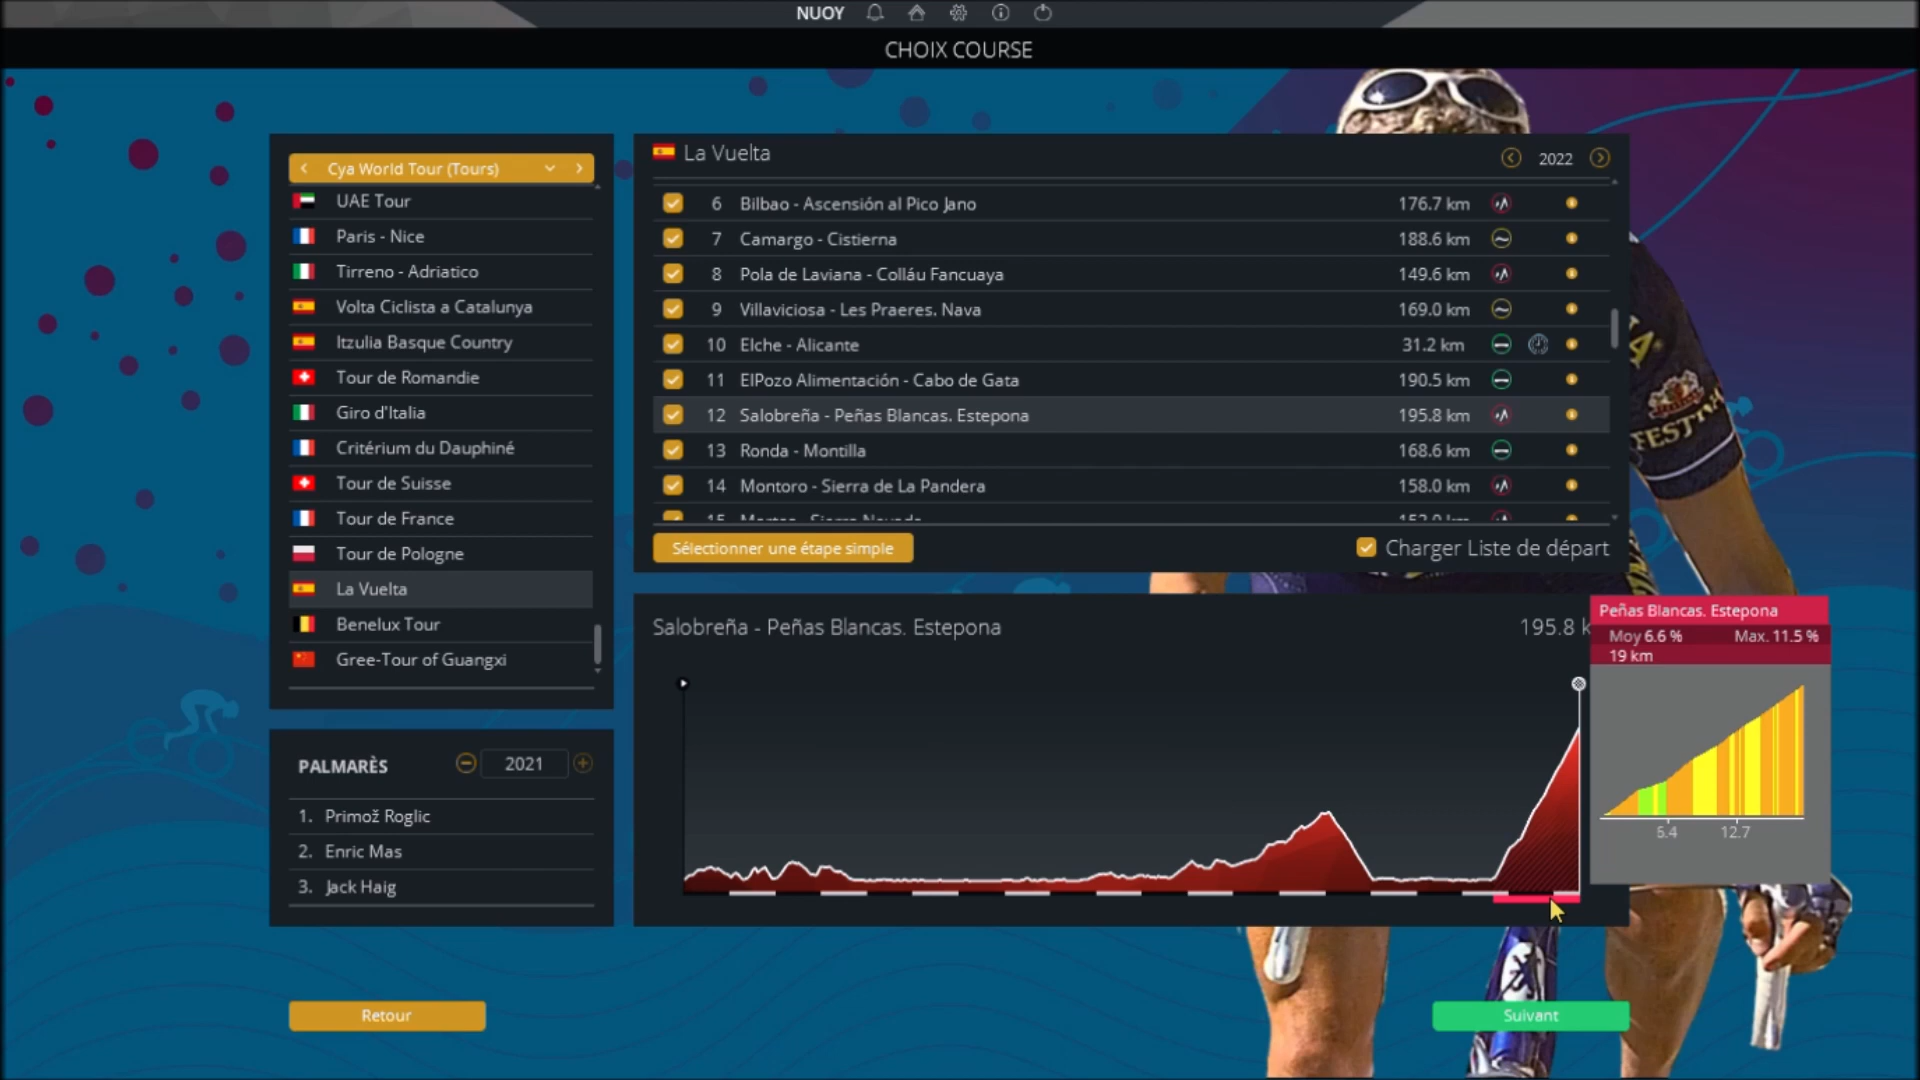 NUOY
CHOIX COURSE
Cya World Tour (Tours)
UAE Tour
Paris - Nice
Tirreno - Adriatico
Volta Ciclista a Catalunya
Itzulia Basque Country
Tour de Romandie
Giro d'Italia
Critérium du Dauphiné
Tour de Suisse
Tour de France
Tour de Pologne
La Vuelta
Benelux Tour
Gree-Tour of Guangxi
PALMARÈS 2021
1. Primož Roglic
2. Enric Mas
3. Jack Haig
La Vuelta 2022
6 Bilbao - Ascensión al Pico Jano 176.7 km
7 Camargo - Cistierna 188.6 km
8 Pola de Laviana - Colláu Fancuaya 149.6 km
9 Villaviciosa - Les Praeres. Nava 169.0 km
10 Elche - Alicante 31.2 km
11 ElPozo Alimentación - Cabo de Gata 190.5 km
12 Salobreña - Peñas Blancas. Estepona 195.8 km
13 Ronda - Montilla 168.6 km
14 Montoro - Sierra de La Pandera 158.0 km
Sélectionner une étape simple
Charger Liste de départ
Salobreña - Peñas Blancas. Estepona 195.8 k
Peñas Blancas. Estepona
Moy 6.6 % Max. 11.5 %
19 km
5.4 12.7
FESTIN
Retour
Suivant